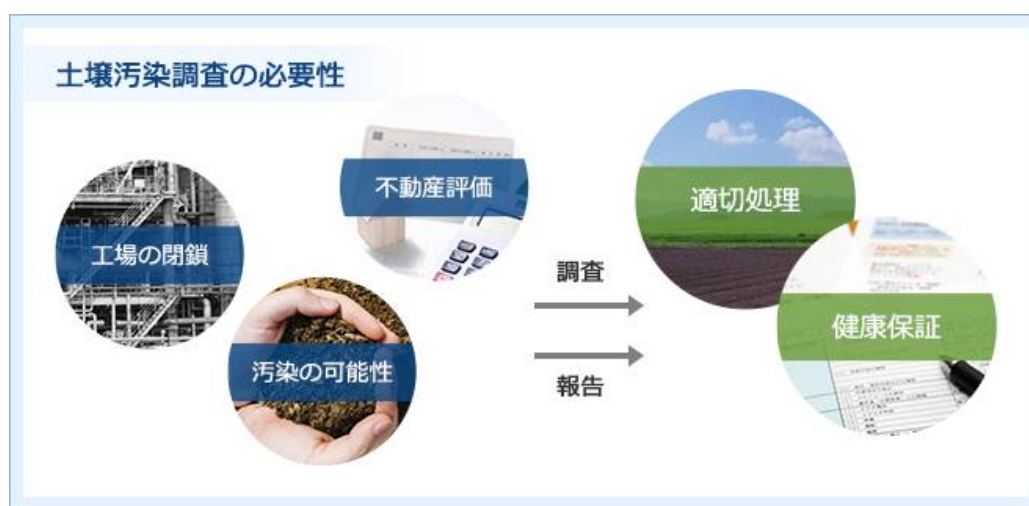 土壌汚染調査の必要性
不動産評価
工場の閉鎖
汚染の可能性
調査
報告
適切処理
健康保証